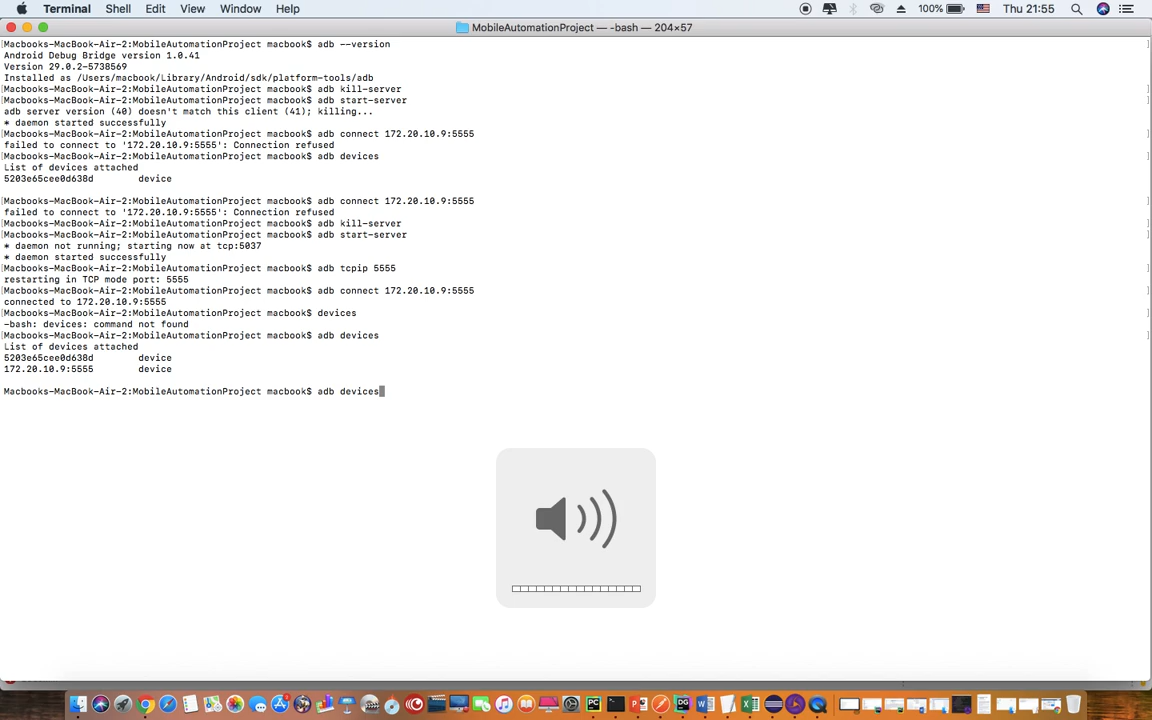 Terminal Shell Edit View Window Help 100% Thu 21:55
MobileAutomationProject — -bash — 204×57
[Macbooks-MacBook-Air-2:MobileAutomationProject macbook$ adb --version ]
Android Debug Bridge version 1.0.41
Version 29.0.2-5738569
Installed as /Users/macbook/Library/Android/sdk/platform-tools/adb
[Macbooks-MacBook-Air-2:MobileAutomationProject macbook$ adb kill-server ]
[Macbooks-MacBook-Air-2:MobileAutomationProject macbook$ adb start-server ]
adb server version (40) doesn't match this client (41); killing...
* daemon started successfully
[Macbooks-MacBook-Air-2:MobileAutomationProject macbook$ adb connect 172.20.10.9:5555 ]
failed to connect to '172.20.10.9:5555': Connection refused
[Macbooks-MacBook-Air-2:MobileAutomationProject macbook$ adb devices ]
List of devices attached
5203e65cee0d638d device
[Macbooks-MacBook-Air-2:MobileAutomationProject macbook$ adb connect 172.20.10.9:5555 ]
failed to connect to '172.20.10.9:5555': Connection refused
[Macbooks-MacBook-Air-2:MobileAutomationProject macbook$ adb kill-server ]
[Macbooks-MacBook-Air-2:MobileAutomationProject macbook$ adb start-server ]
* daemon not running; starting now at tcp:5037
* daemon started successfully
[Macbooks-MacBook-Air-2:MobileAutomationProject macbook$ adb tcpip 5555 ]
restarting in TCP mode port: 5555
[Macbooks-MacBook-Air-2:MobileAutomationProject macbook$ adb connect 172.20.10.9:5555 ]
connected to 172.20.10.9:5555
[Macbooks-MacBook-Air-2:MobileAutomationProject macbook$ devices ]
-bash: devices: command not found
[Macbooks-MacBook-Air-2:MobileAutomationProject macbook$ adb devices ]
List of devices attached
5203e65cee0d638d device
172.20.10.9:5555 device
Macbooks-MacBook-Air-2:MobileAutomationProject macbook$ adb devices